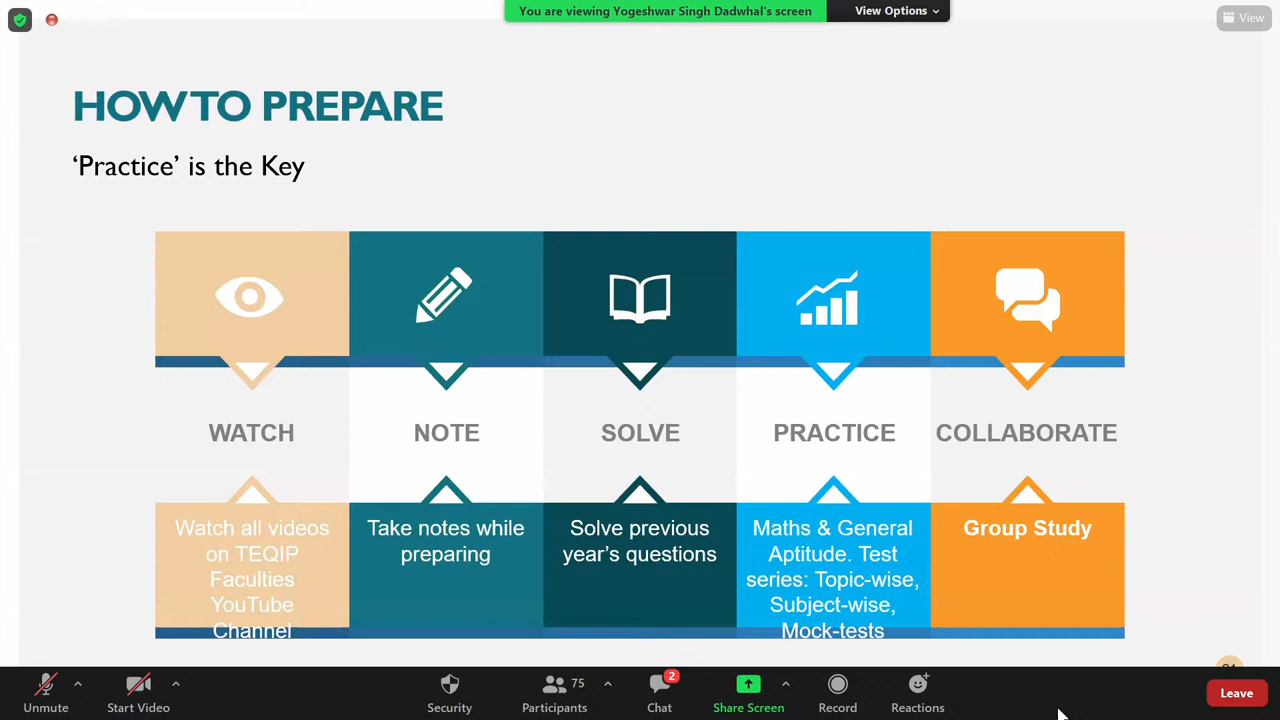 You are viewing Yogeshwar Singh Dadwhal's screen
View Options
View
HOW TO PREPARE
‘Practice’ is the Key
WATCH
NOTE
SOLVE
PRACTICE
COLLABORATE
Watch all videos
on TEQIP
Faculties
YouTube
Channel
Take notes while
preparing
Solve previous
year’s questions
Maths & General
Aptitude. Test
series: Topic-wise,
Subject-wise,
Mock-tests
Group Study
Unmute
Start Video
Security
75
Participants
2
Chat
Share Screen
Record
Reactions
Leave